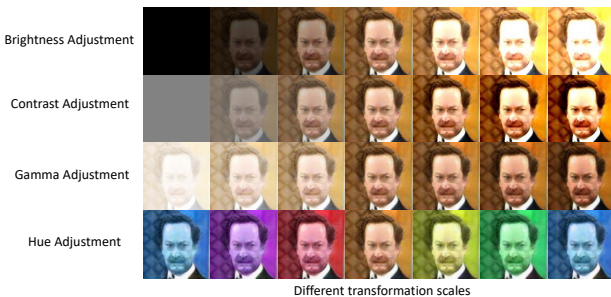 Brightness Adjustment
Contrast Adjustment
Gamma Adjustment
Hue Adjustment
Different transformation scales